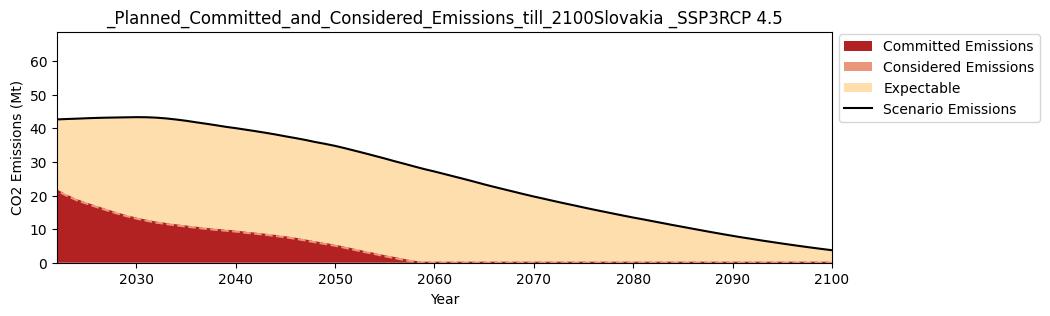 _Planned_Committed_and_Considered_Emissions_till_2100Slovakia _SSP3RCP 4.5
CO2 Emissions (Mt)
60
50
40
30
20
10
0
2030 2040 2050 2060 2070 2080 2090 2100
Year
Committed Emissions
Considered Emissions
Expectable
Scenario Emissions